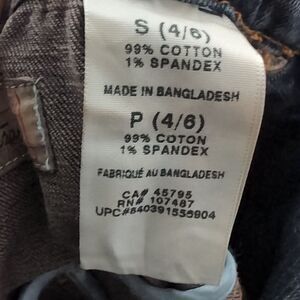 S (4/6)
99% COTTON
1% SPANDEX
MADE IN BANGLADESH
P (4/6)
99% COTON
1% SPANDEX
FABRIQUÉ AU BANGLADESH
CA# 45795
RN# 107487
UPC#840391556904